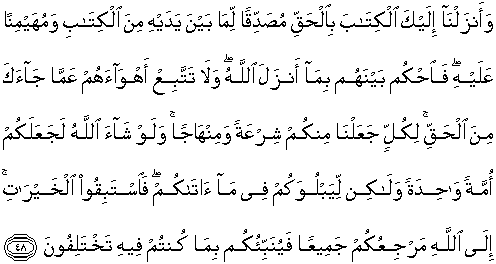 وَأَنزَلْنَآ إِلَيْكَ ٱلْكِتَٰبَ بِٱلْحَقِّ مُصَدِّقًا لِّمَا بَيْنَ يَدَيْهِ مِنَ ٱلْكِتَٰبِ وَمُهَيْمِنًا
عَلَيْهِ ۖ فَٱحْكُم بَيْنَهُم بِمَآ أَنزَلَ ٱللَّهُ ۖ وَلَا تَتَّبِعْ أَهْوَآءَهُمْ عَمَّا جَآءَكَ
مِنَ ٱلْحَقِّ ۚ لِكُلٍّ جَعَلْنَا مِنكُمْ شِرْعَةً وَمِنْهَاجًا ۚ وَلَوْ شَآءَ ٱللَّهُ لَجَعَلَكُمْ
أُمَّةً وَٰحِدَةً وَلَٰكِن لِّيَبْلُوَكُمْ فِى مَآ ءَاتَىٰكُمْ ۖ فَٱسْتَبِقُوا۟ ٱلْخَيْرَٰتِ ۚ
إِلَى ٱللَّهِ مَرْجِعُكُمْ جَمِيعًا فَيُنَبِّئُكُم بِمَا كُنتُمْ فِيهِ تَخْتَلِفُونَ ٤٨